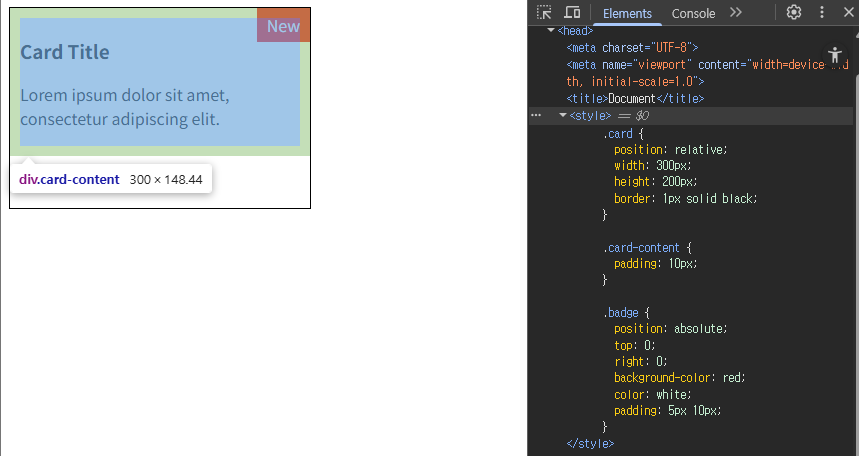 New
Card Title
Lorem ipsum dolor sit amet,
consectetur adipiscing elit.
div.card-content 300 × 148.44
Elements Console
<head>
<meta charset="UTF-8">
<meta name="viewport" content="width=device-wid
th, initial-scale=1.0">
<title>Document</title>
<style> == $0
.card {
position: relative;
width: 300px;
height: 200px;
border: 1px solid black;
}
.card-content {
padding: 10px;
}
.badge {
position: absolute;
top: 0;
right: 0;
background-color: red;
color: white;
padding: 5px 10px;
}
</style>